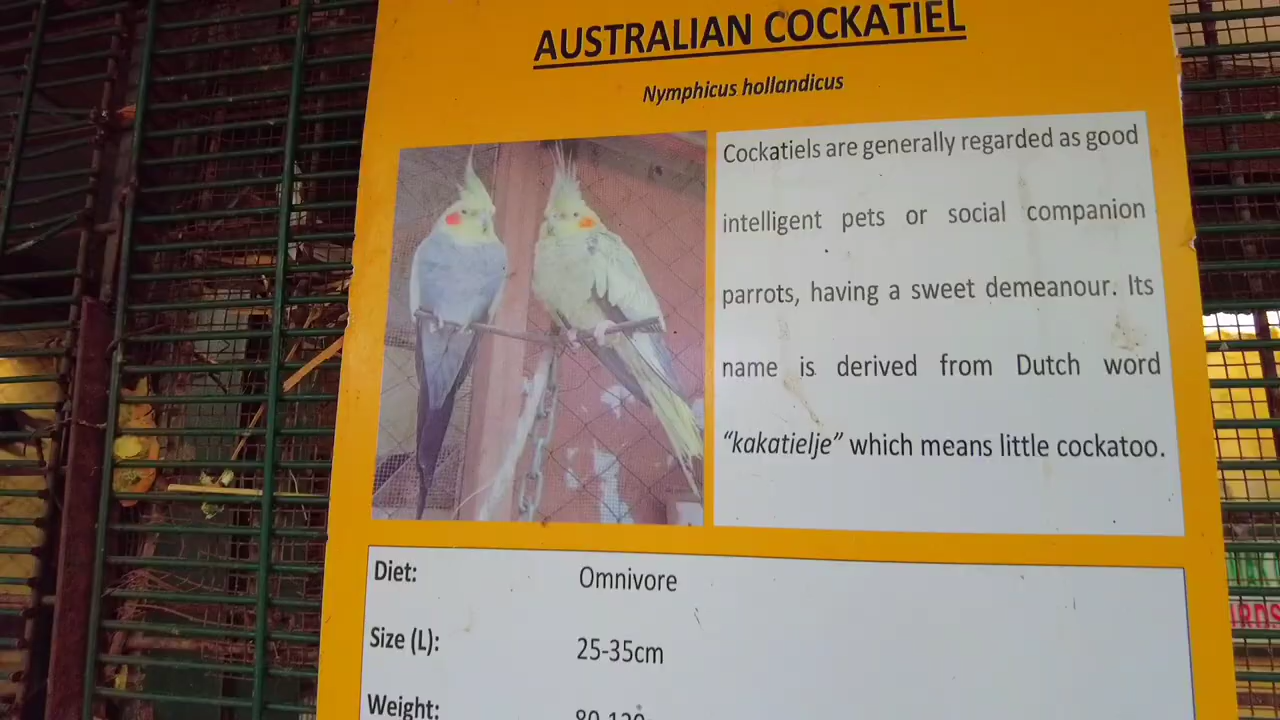 AUSTRALIAN COCKATIEL
Nymphicus hollandicus
Cockatiels are generally regarded as good
intelligent pets or social companion
parrots, having a sweet demeanour. Its
name is derived from Dutch word
“kakatielje” which means little cockatoo.
Diet: Omnivore
Size (L): 25-35cm
Weight: